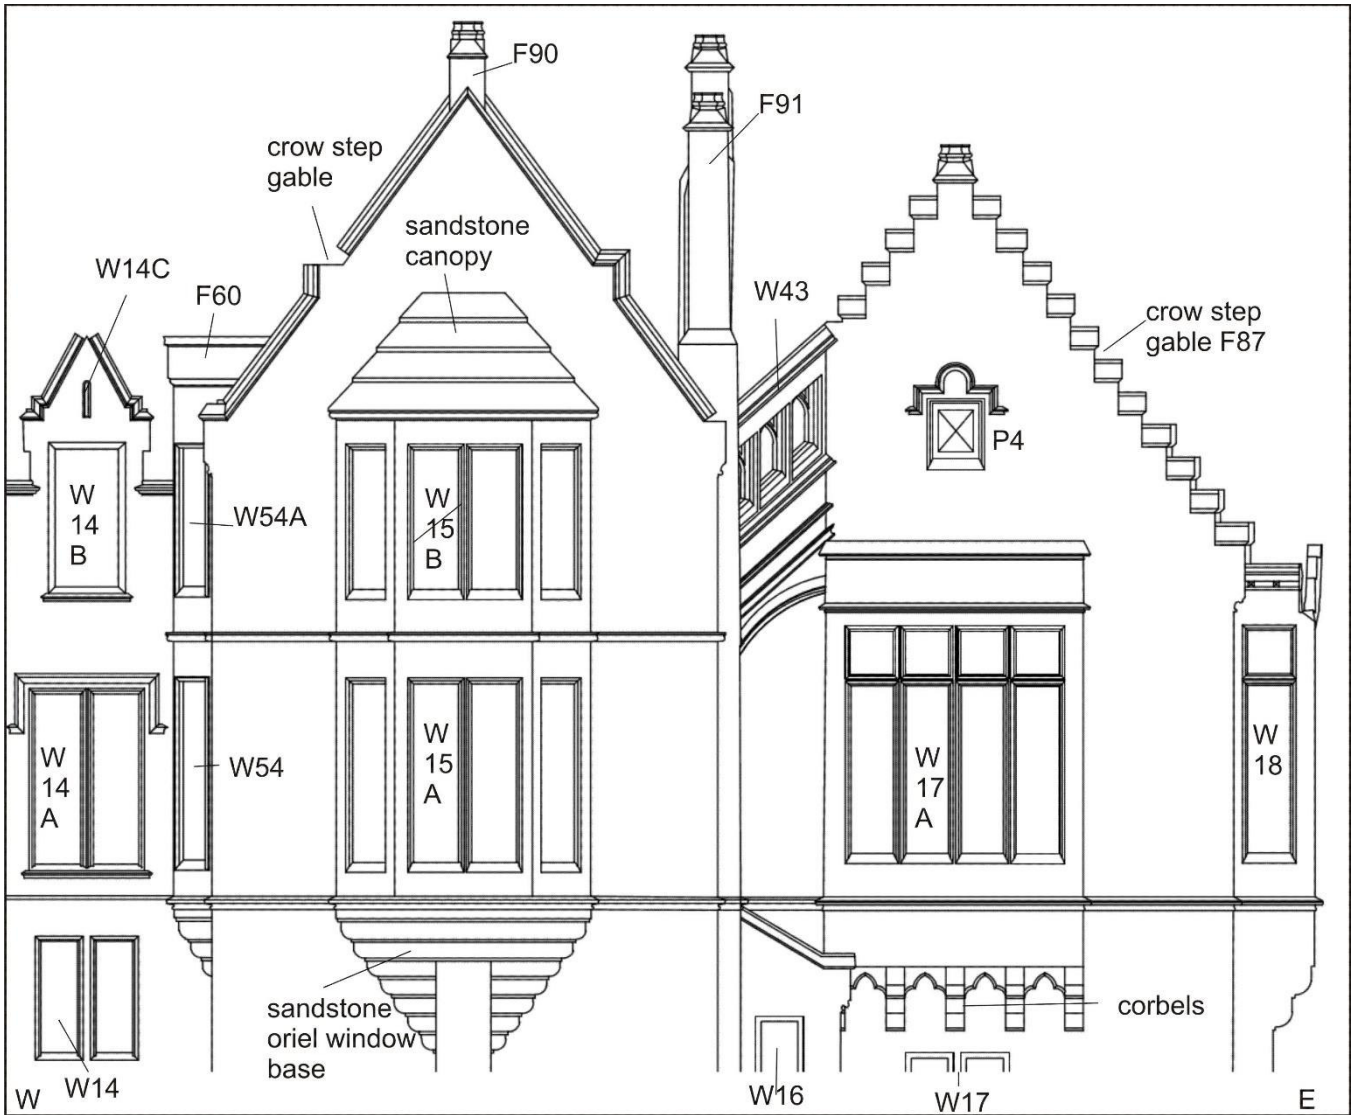 F90
F91
crow step
gable
sandstone
canopy
W14C
F60
W43
crow step
gable F87
P4
W
14
B
W54A
W
15
B
W
14
A
W54
W
15
A
W
17
A
W
18
sandstone
oriel window
base
corbels
W14
W16
W17
W
E